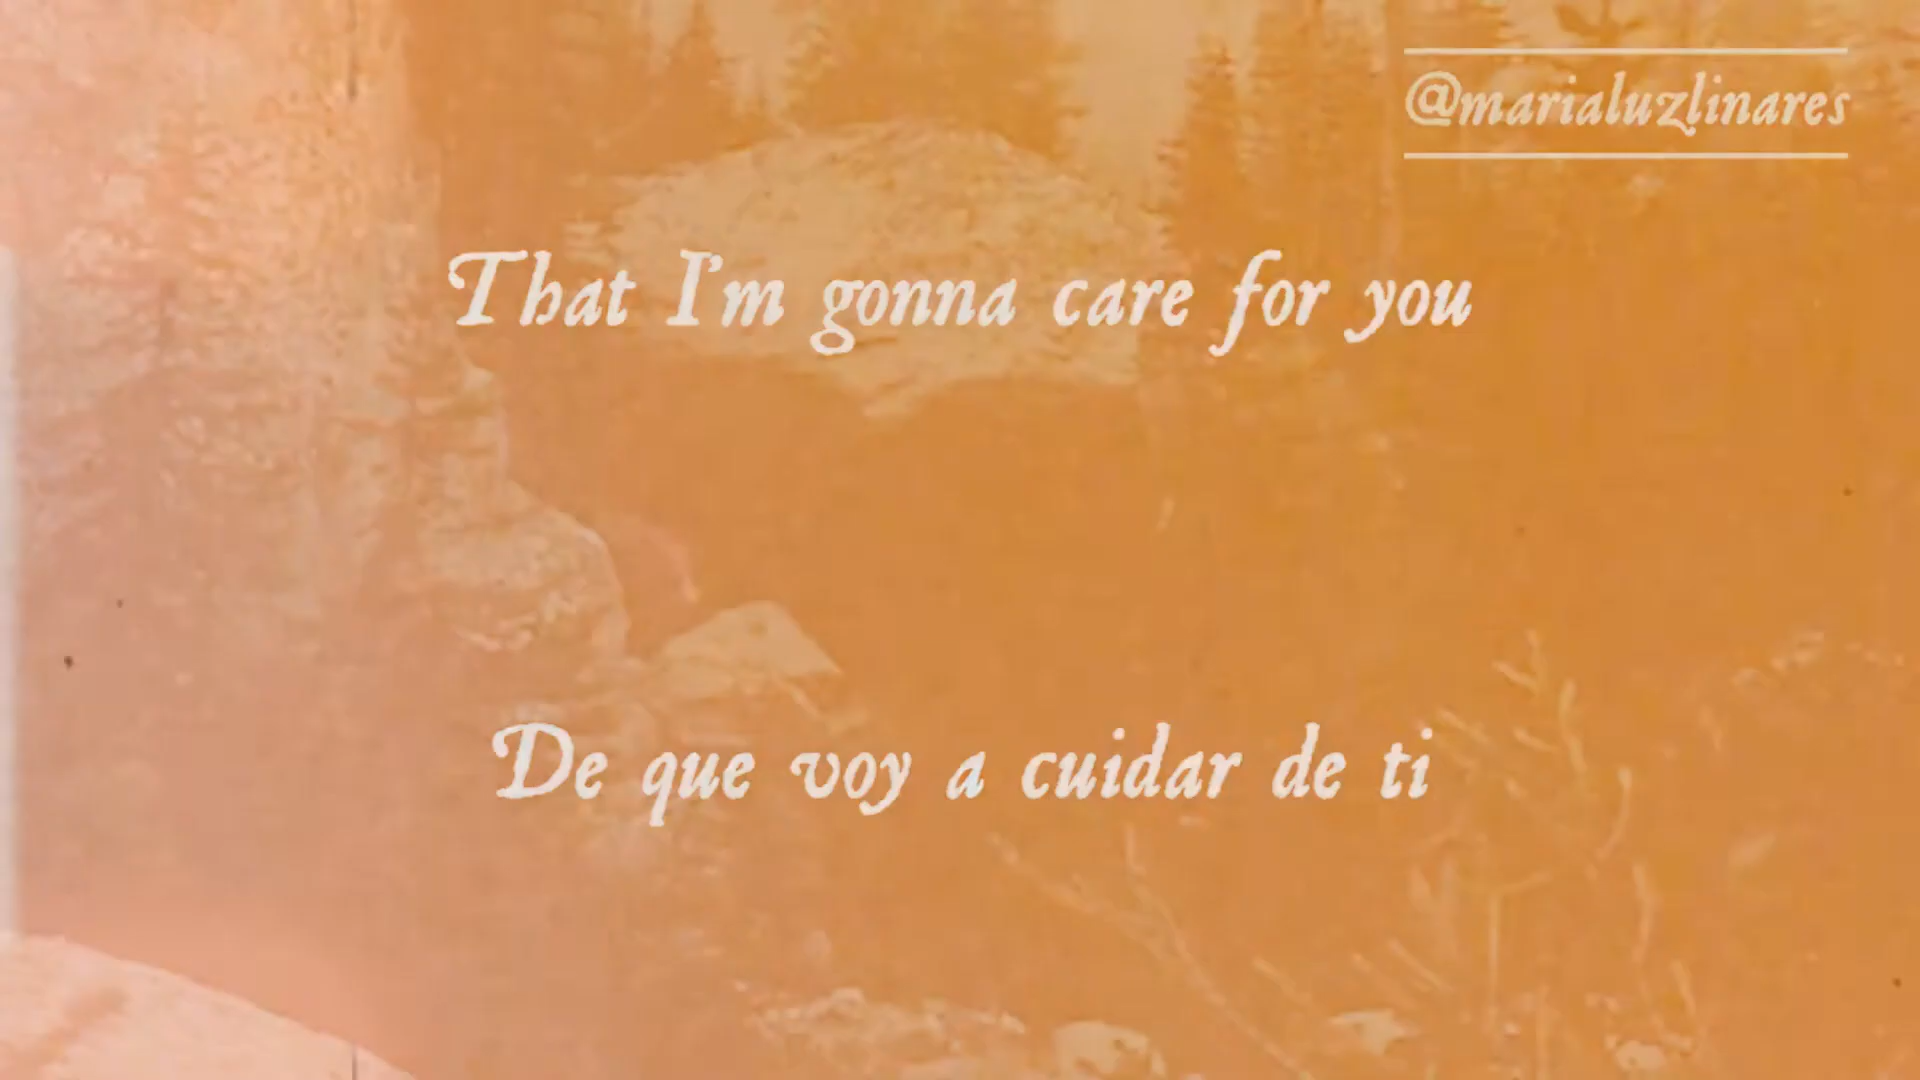 @marialuzlinares
That I'm gonna care for you
De que voy a cuidar de ti